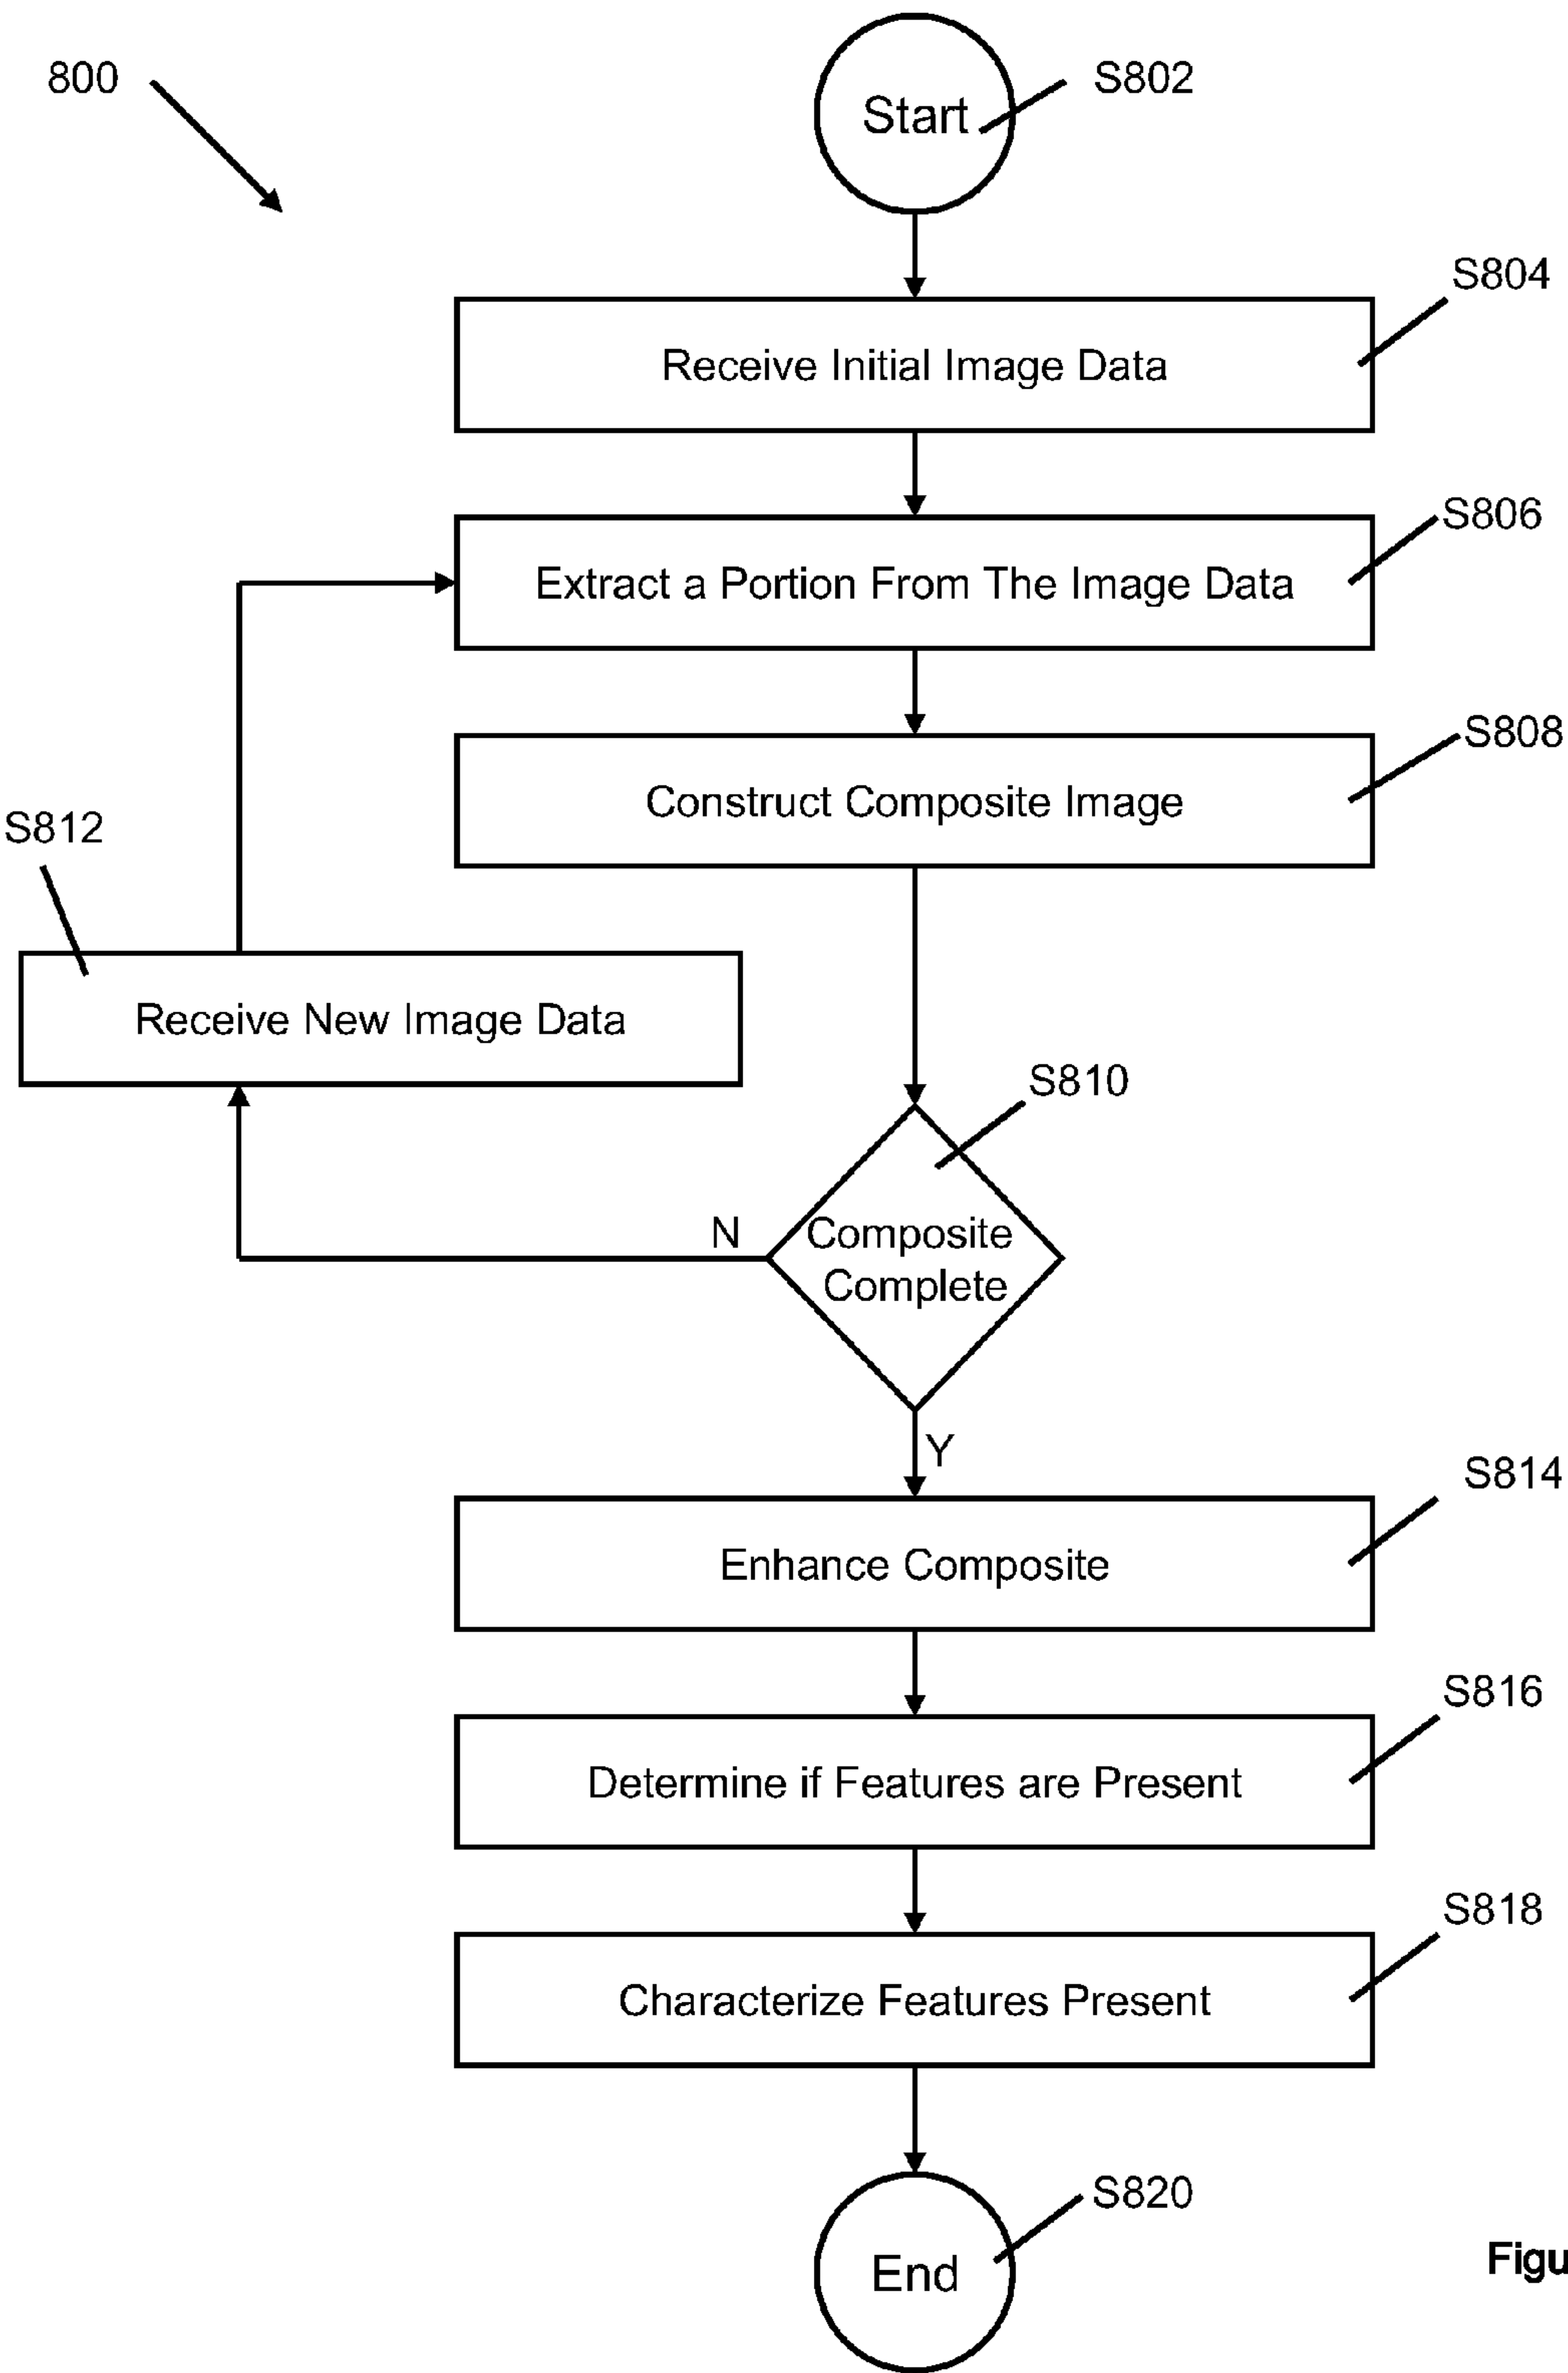 800
Start
S802
S804
Receive Initial Image Data
S806
Extract a Portion From The Image Data
S808
Construct Composite Image
S812
Receive New Image Data
S810
N
Composite
Complete
Y
S814
Enhance Composite
S816
Determine if Features are Present
S818
Characterize Features Present
S820
End